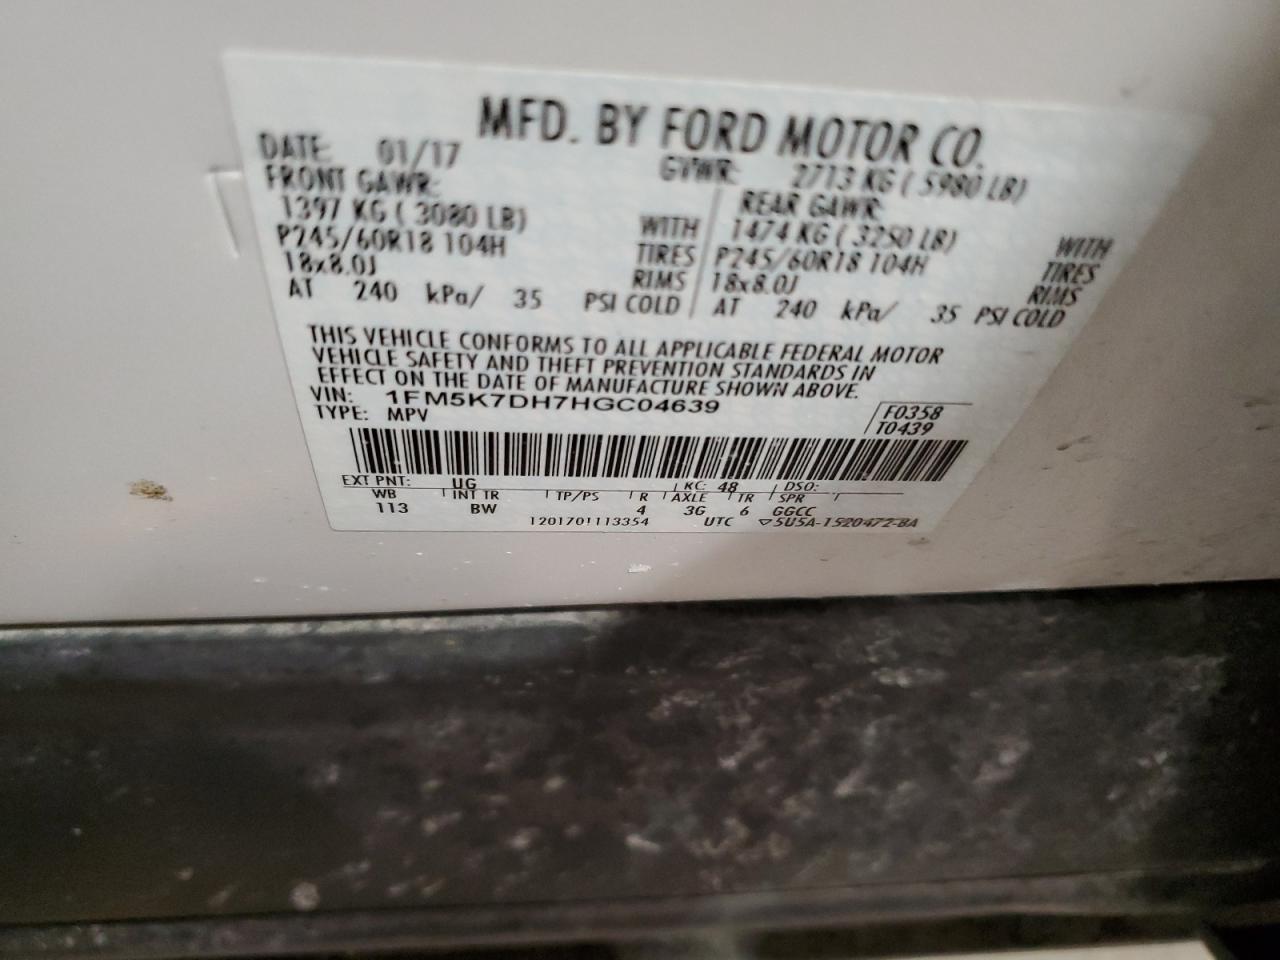 MFD. BY FORD MOTOR CO.
DATE: 01/17 GVWR: 2713 KG ( 5980 LB)
FRONT GAWR: REAR GAWR:
1397 KG ( 3080 LB) WITH 1474 KG ( 3250 LB) WITH
P245/60R18 104H TIRES P245/60R18 104H TIRES
18x8.0J RIMS 18x8.0J RIMS
AT 240 kPa/ 35 PSI COLD AT 240 kPa/ 35 PSI COLD
THIS VEHICLE CONFORMS TO ALL APPLICABLE FEDERAL MOTOR
VEHICLE SAFETY AND THEFT PREVENTION STANDARDS IN
EFFECT ON THE DATE OF MANUFACTURE SHOWN ABOVE.
VIN: 1FM5K7DH7HGC04639
TYPE: MPV
F0358
T0439
EXT PNT: UG KC: 48 DSO:
WB INT TR TP/PS R AXLE TR SPR
113 BW 4 3G 6 GGCC
1201701113354 UTC ▽5U5A-1520472-BA